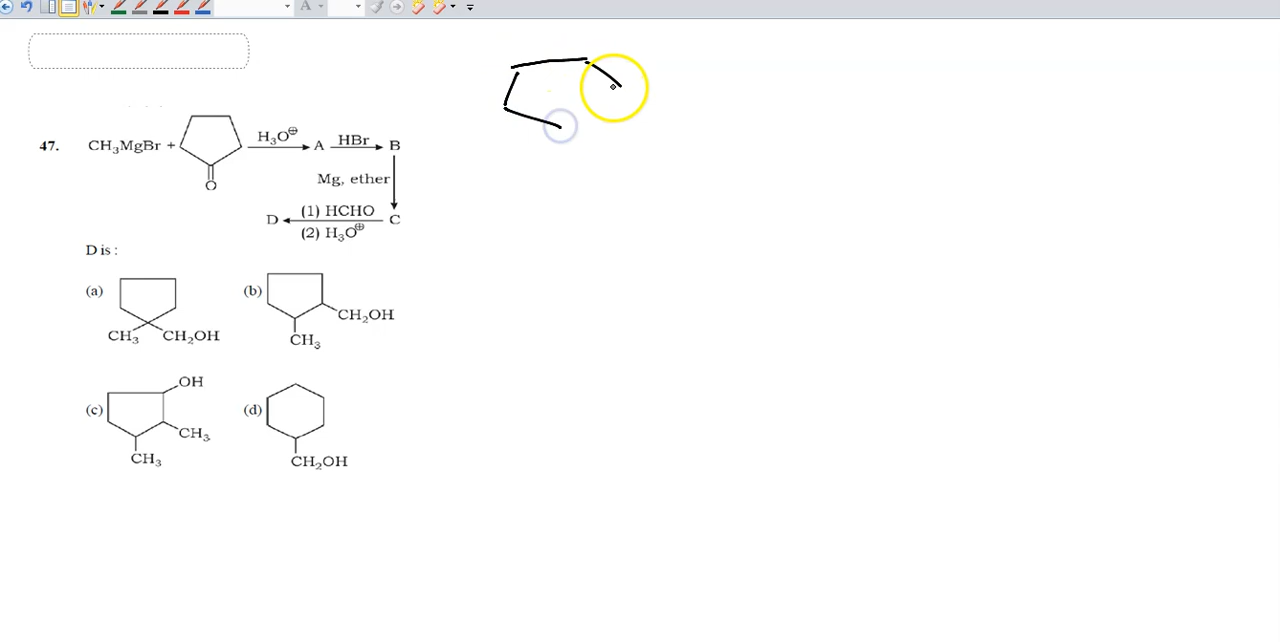 A
47. CH₃MgBr + O H₃O⊕ A HBr B
Mg, ether
D (1) HCHO C
(2) H₃O⊕
D is :
(a) CH₃ CH₂OH
(b) CH₂OH CH₃
(c) OH CH₃ CH₃
(d) CH₂OH